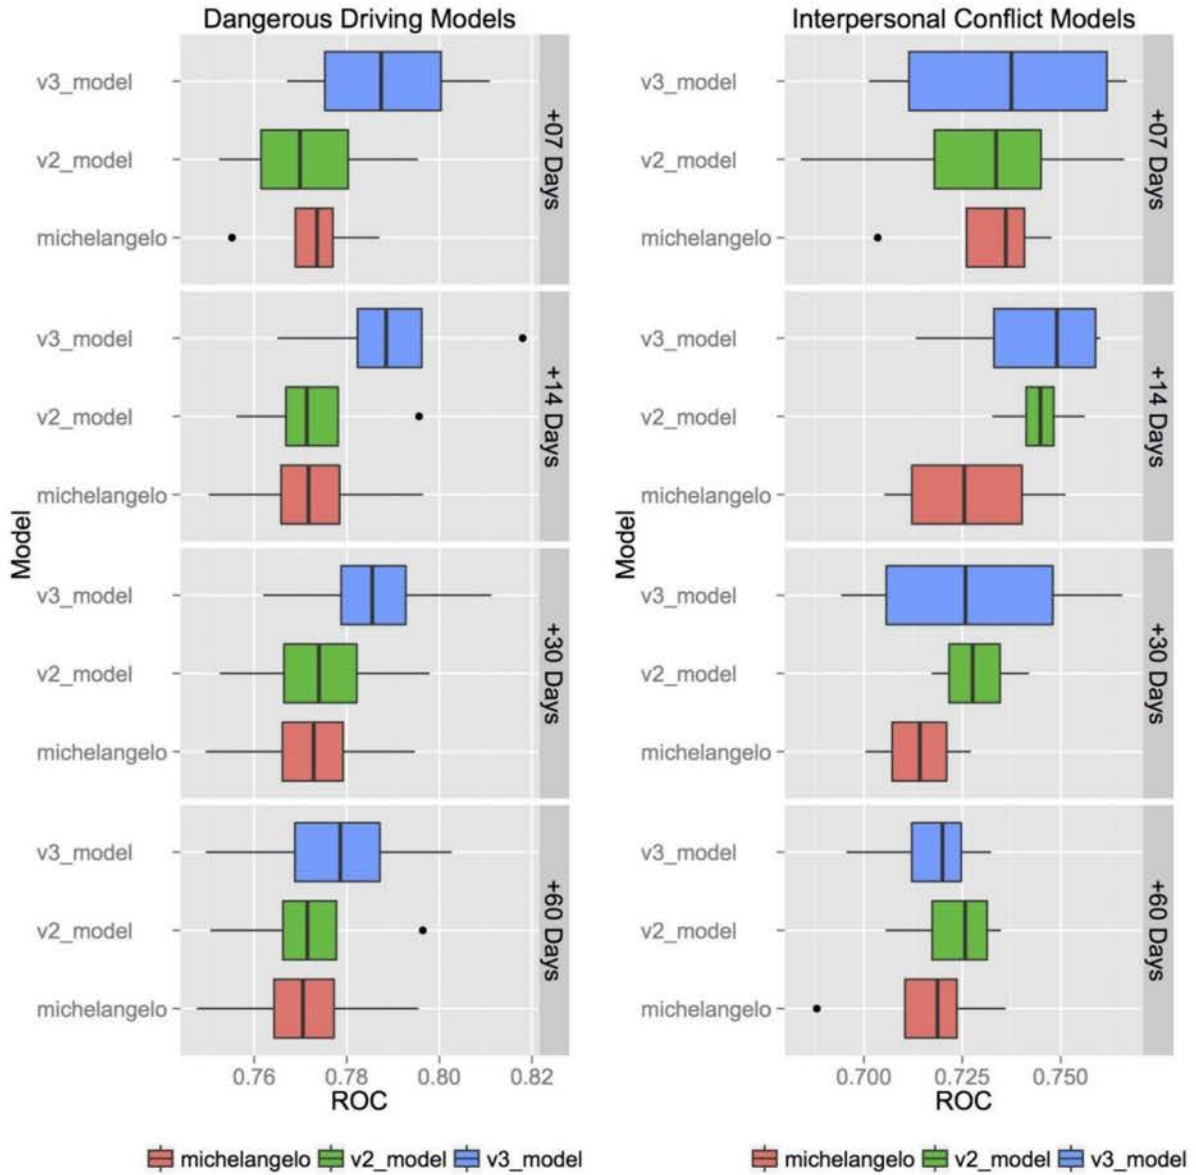 Dangerous Driving Models
v3_model
v2_model
michelangelo
+07 Days
v3_model
v2_model
michelangelo
+14 Days
v3_model
v2_model
michelangelo
+30 Days
v3_model
v2_model
michelangelo
+60 Days
Model
0.76 0.78 0.80 0.82
ROC
michelangelo v2_model v3_model
Interpersonal Conflict Models
v3_model
v2_model
michelangelo
+07 Days
v3_model
v2_model
michelangelo
+14 Days
v3_model
v2_model
michelangelo
+30 Days
v3_model
v2_model
michelangelo
+60 Days
Model
0.700 0.725 0.750
ROC
michelangelo v2_model v3_model